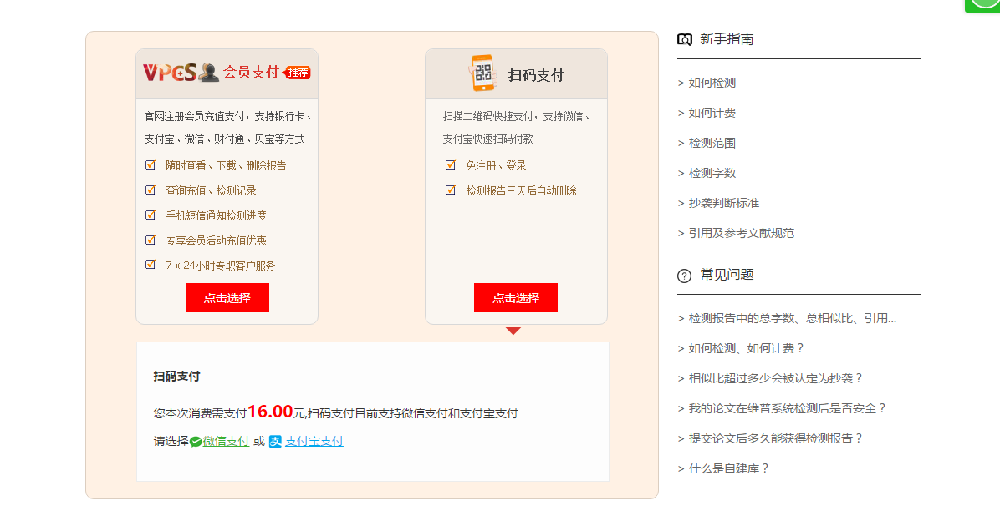 VPCS 会员支付 推荐
官网注册会员充值支付，支持银行卡、
支付宝、微信、财付通、贝宝等方式
随时查看、下载、删除报告
查询充值、检测记录
手机短信通知检测进度
专享会员活动充值优惠
7 x 24小时专职客户服务
点击选择
扫码支付
扫描二维码快捷支付，支持微信、
支付宝快速扫码付款
免注册、登录
检测报告三天后自动删除
点击选择
扫码支付
您本次消费需支付16.00元,扫码支付目前支持微信支付和支付宝支付
请选择微信支付 或 支 支付宝支付
新手指南
> 如何检测
> 如何计费
> 检测范围
> 检测字数
> 抄袭判断标准
> 引用及参考文献规范
? 常见问题
> 检测报告中的总字数、总相似比、引用...
> 如何检测、如何计费？
> 相似比超过多少会被认定为抄袭？
> 我的论文在维普系统检测后是否安全？
> 提交论文后多久能获得检测报告？
> 什么是自建库？